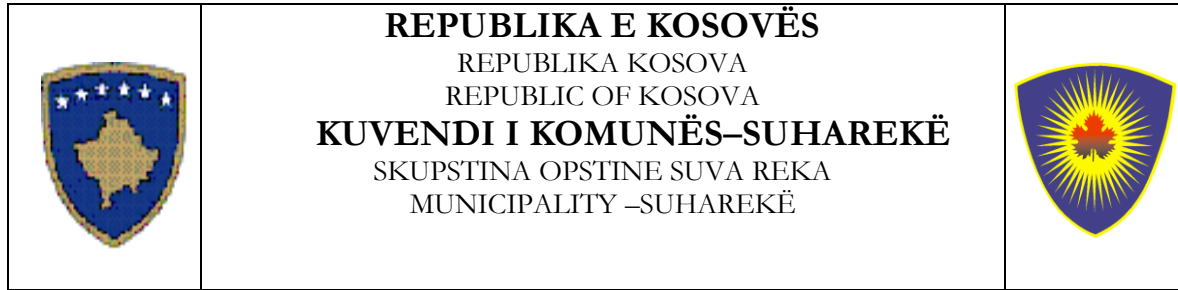 REPUBLIKA E KOSOVËS
REPUBLIKA KOSOVA
REPUBLIC OF KOSOVA
KUVENDI I KOMUNËS–SUHAREKË
SKUPSTINA OPSTINE SUVA REKA
MUNICIPALITY –SUHAREKË